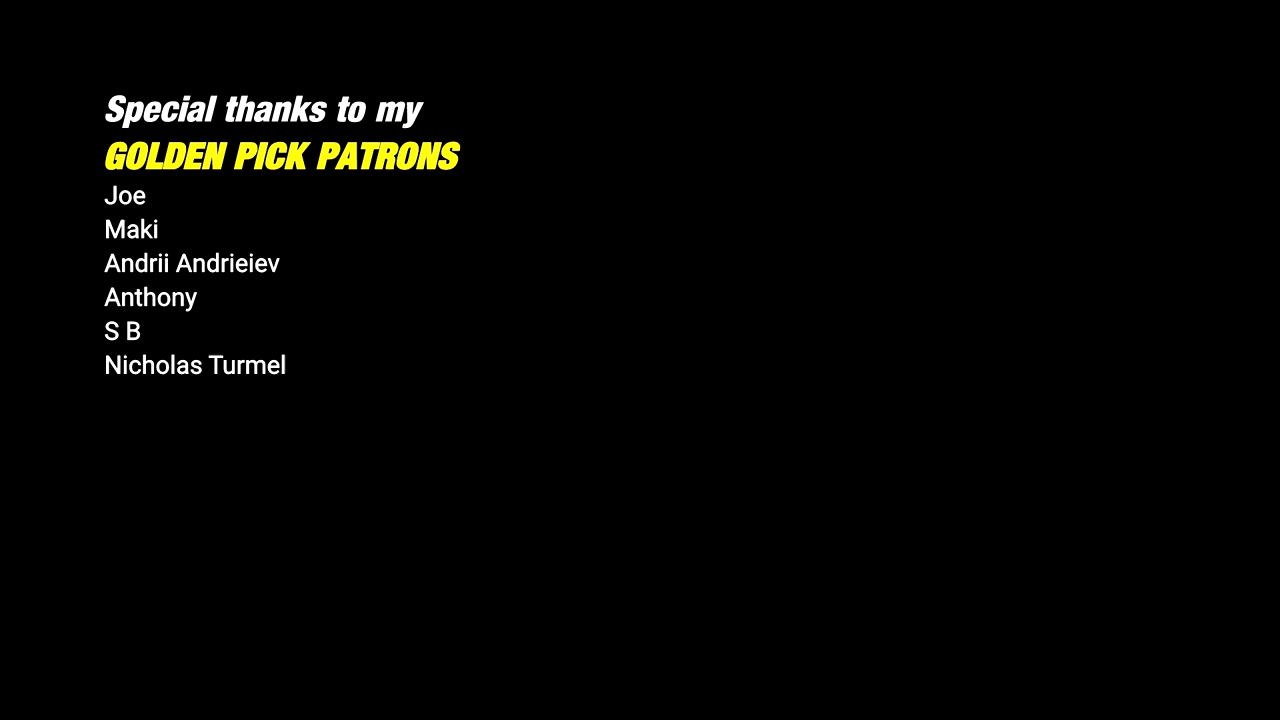 Special thanks to my
GOLDEN PICK PATRONS
Joe
Maki
Andrii Andrieiev
Anthony
S B
Nicholas Turmel